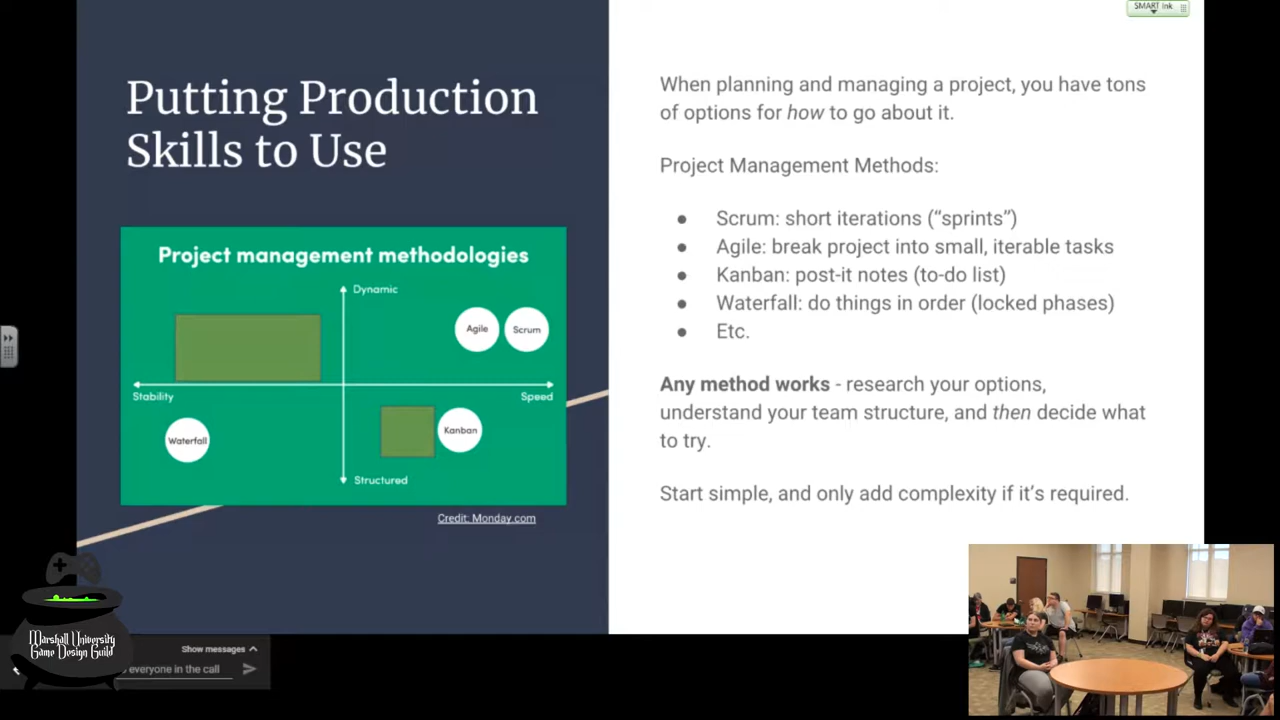 SMART Ink
Putting Production
Skills to Use
Project management methodologies
Dynamic
Agile
Scrum
Stability
Speed
Waterfall
Kanban
Structured
Credit: Monday.com
When planning and managing a project, you have tons
of options for how to go about it.
Project Management Methods:
● Scrum: short iterations (“sprints”)
● Agile: break project into small, iterable tasks
● Kanban: post-it notes (to-do list)
● Waterfall: do things in order (locked phases)
● Etc.
Any method works - research your options,
understand your team structure, and then decide what
to try.
Start simple, and only add complexity if it’s required.
Marshall University
Game Design Guild
Show messages
everyone in the call